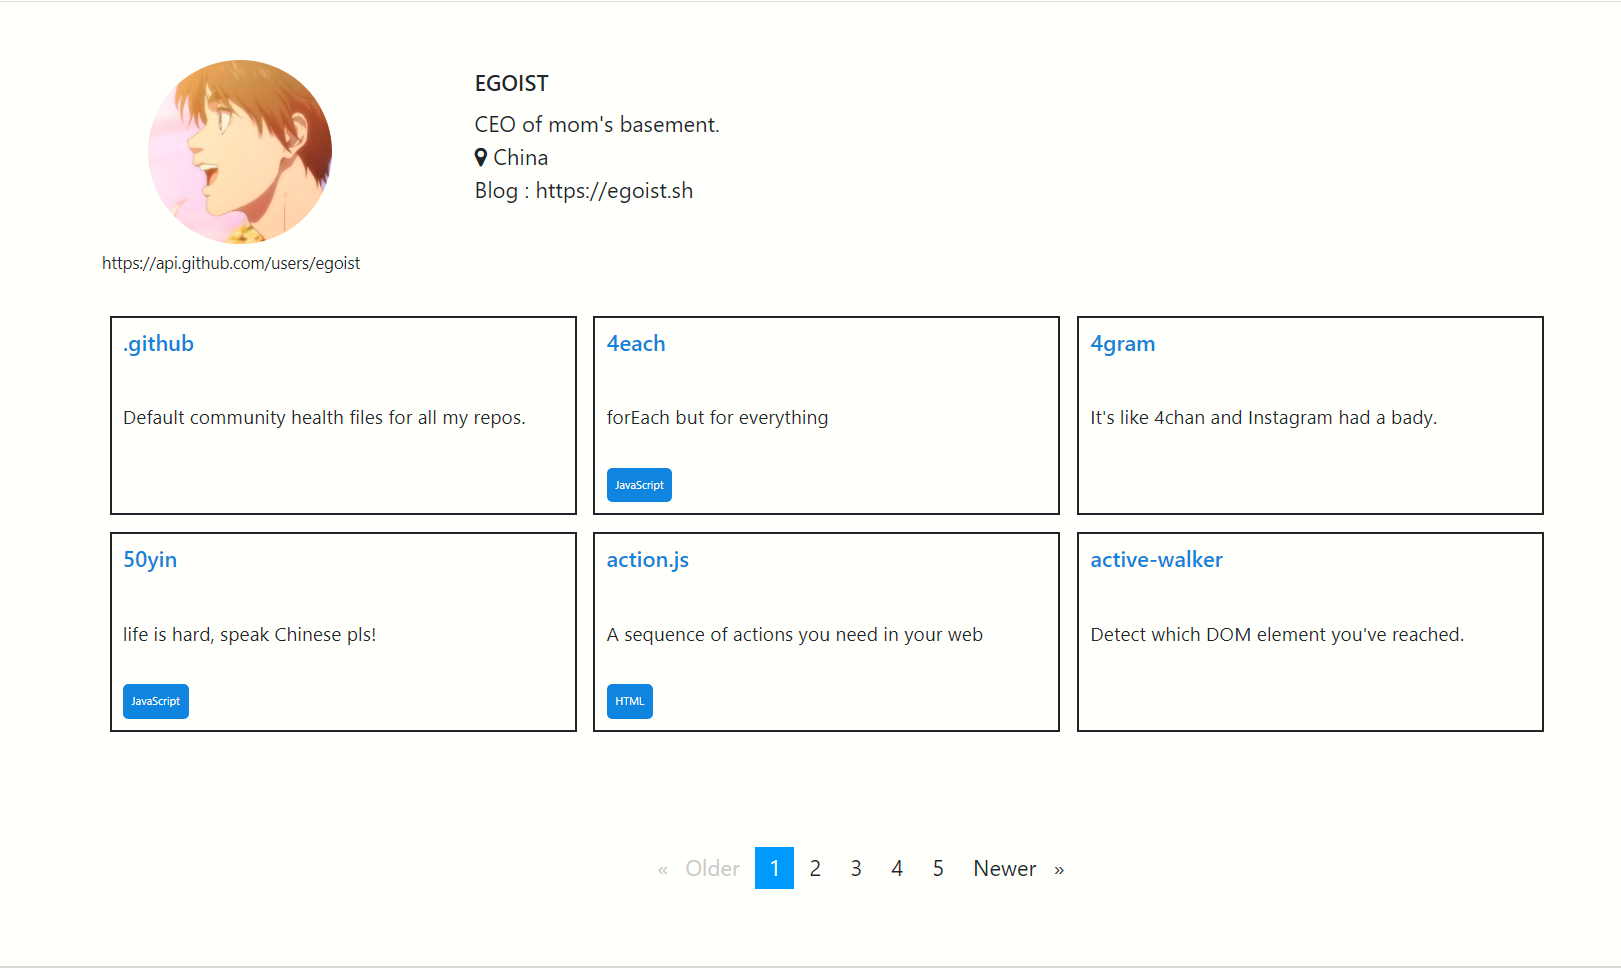 EGOIST
CEO of mom's basement.
China
Blog : https://egoist.sh
https://api.github.com/users/egoist
.github
Default community health files for all my repos.
4each
forEach but for everything
JavaScript
4gram
It's like 4chan and Instagram had a bady.
50yin
life is hard, speak Chinese pls!
JavaScript
action.js
A sequence of actions you need in your web
HTML
active-walker
Detect which DOM element you've reached.
« Older 1 2 3 4 5 Newer »